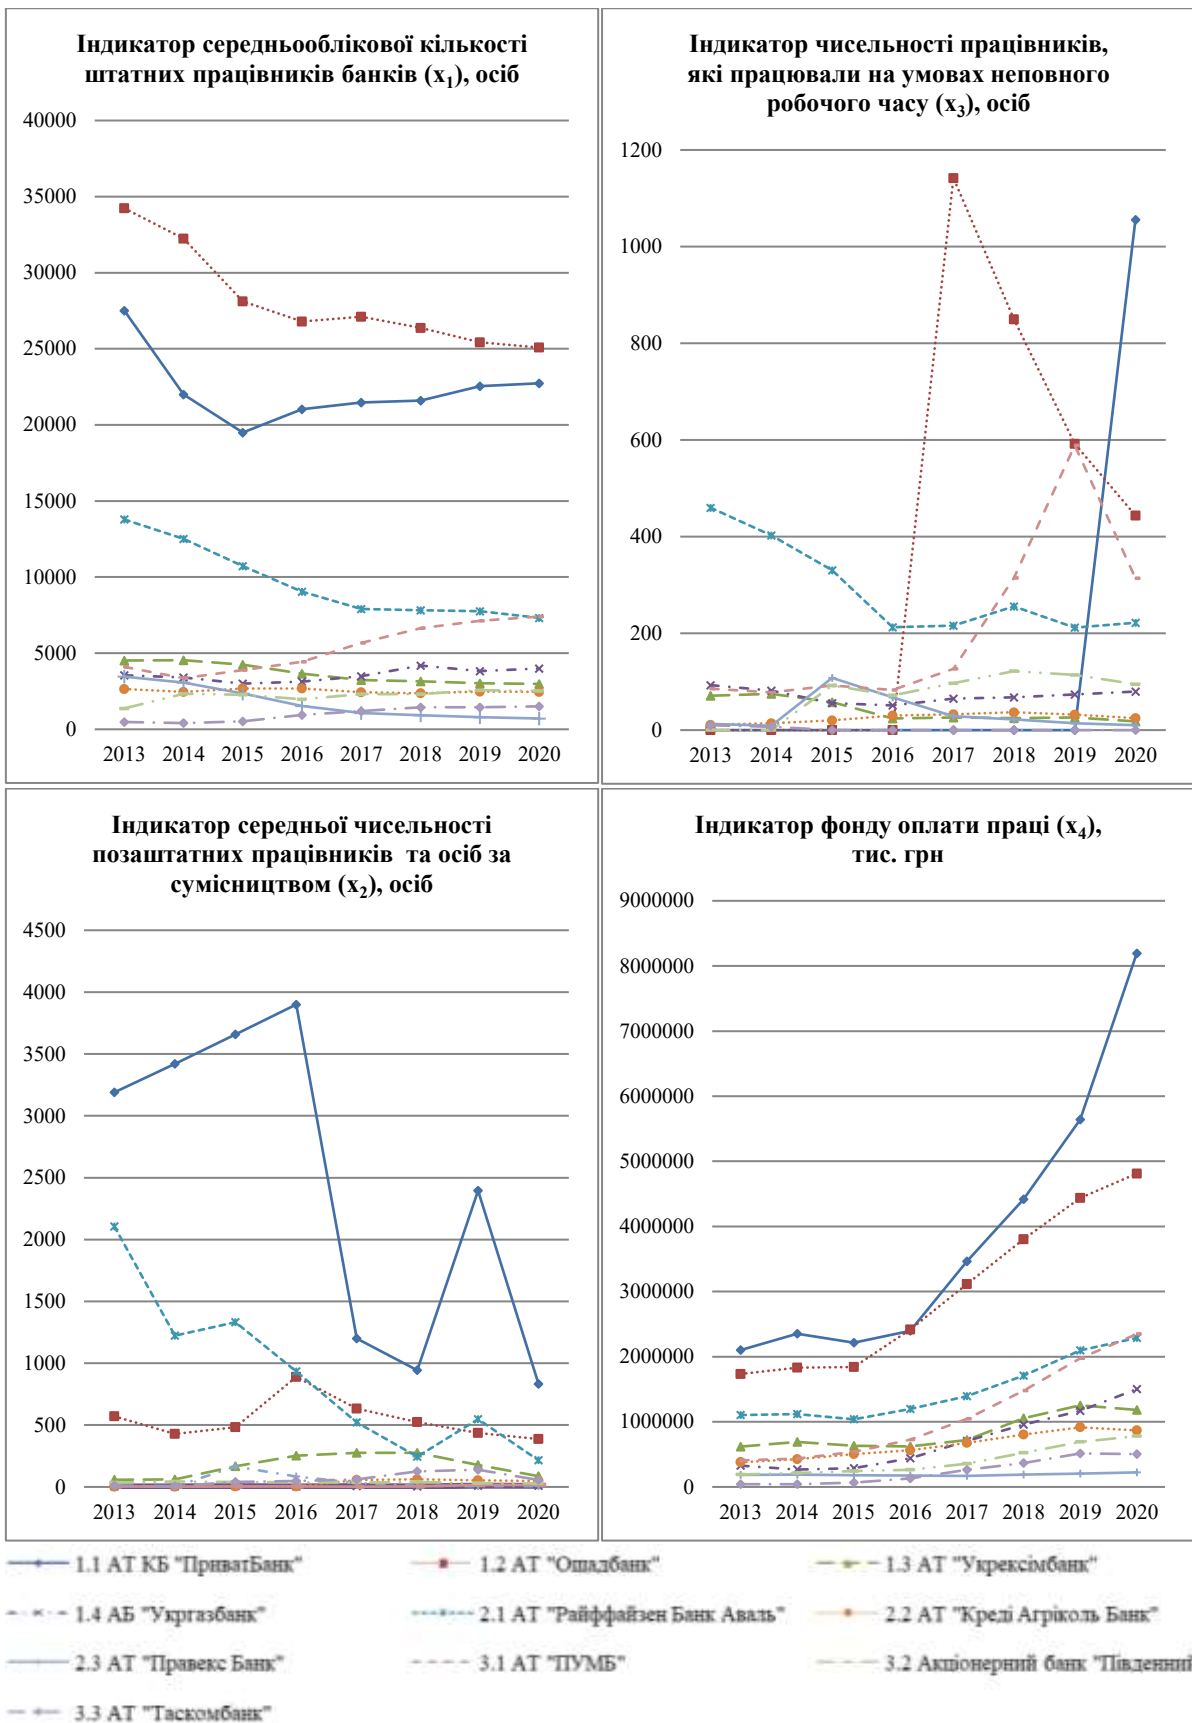 Індикатор середньооблікової кількості
штатних працівників банків (x₁), осіб
40000
35000
30000
25000
20000
15000
10000
5000
0
2013 2014 2015 2016 2017 2018 2019 2020
Індикатор чисельності працівників,
які працювали на умовах неповного
робочого часу (x₃), осіб
1200
1000
800
600
400
200
0
2013 2014 2015 2016 2017 2018 2019 2020
Індикатор середньої чисельності
позаштатних працівників та осіб за
сумісництвом (x₂), осіб
4500
4000
3500
3000
2500
2000
1500
1000
500
0
2013 2014 2015 2016 2017 2018 2019 2020
Індикатор фонду оплати праці (x₄),
тис. грн
9000000
8000000
7000000
6000000
5000000
4000000
3000000
2000000
1000000
0
2013 2014 2015 2016 2017 2018 2019 2020
1.1 АТ КБ "ПриватБанк" 1.2 АТ "Ощадбанк" 1.3 АТ "Укрексімбанк"
1.4 АБ "Укргазбанк" 2.1 АТ "Райффайзен Банк Аваль" 2.2 АТ "Креді Агріколь Банк"
2.3 АТ "Правекс Банк" 3.1 АТ "ПУМБ" 3.2 Акціонерний банк "Південний
3.3 АТ "Таскомбанк"